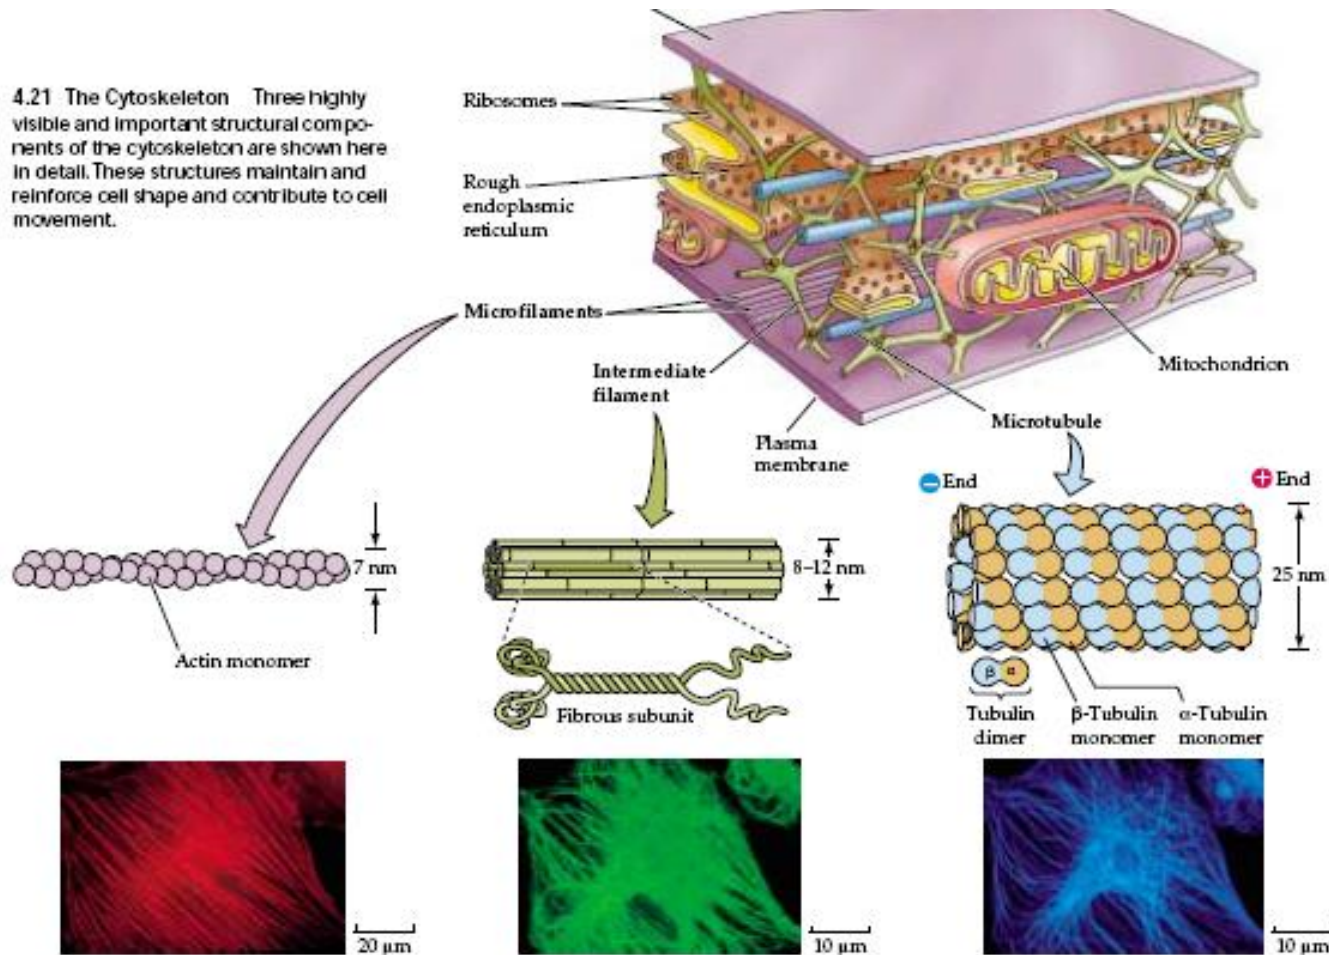 4.21 The Cytoskeleton Three highly
visible and important structural compo-
nents of the cytoskeleton are shown here
in detail. These structures maintain and
reinforce cell shape and contribute to cell
movement.
Ribosomes
Rough
endoplasmic
reticulum
Microfilaments
Intermediate
filament
Mitochondrion
Microtubule
Plasma
membrane
− End
+ End
7 nm
8–12 nm
25 nm
Actin monomer
Fibrous subunit
β α
Tubulin
dimer
β-Tubulin
monomer
α-Tubulin
monomer
20 µm
10 µm
10 µm